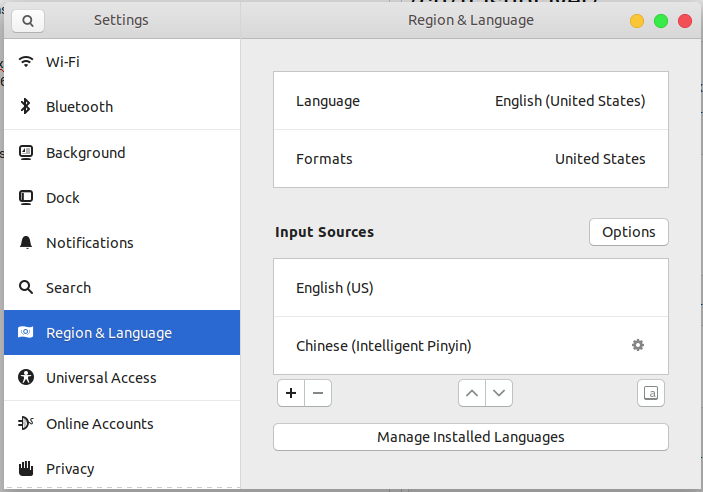 Settings
Region & Language
Wi-Fi
Bluetooth
Background
Dock
Notifications
Search
Region & Language
Universal Access
Online Accounts
Privacy
Language
English (United States)
Formats
United States
Input Sources
Options
English (US)
Chinese (Intelligent Pinyin)
Manage Installed Languages